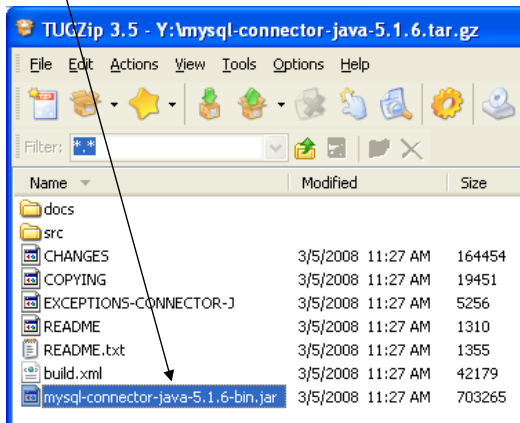 TUGZip 3.5 - Y:\mysql-connector-java-5.1.6.tar.gz
File Edit Actions View Tools Options Help
Filter: *.*
Name Modified Size
docs
src
CHANGES 3/5/2008 11:27 AM 164454
COPYING 3/5/2008 11:27 AM 19451
EXCEPTIONS-CONNECTOR-J 3/5/2008 11:27 AM 5256
README 3/5/2008 11:27 AM 1310
README.txt 3/5/2008 11:27 AM 1355
build.xml 3/5/2008 11:27 AM 42179
mysql-connector-java-5.1.6-bin.jar 3/5/2008 11:27 AM 703265